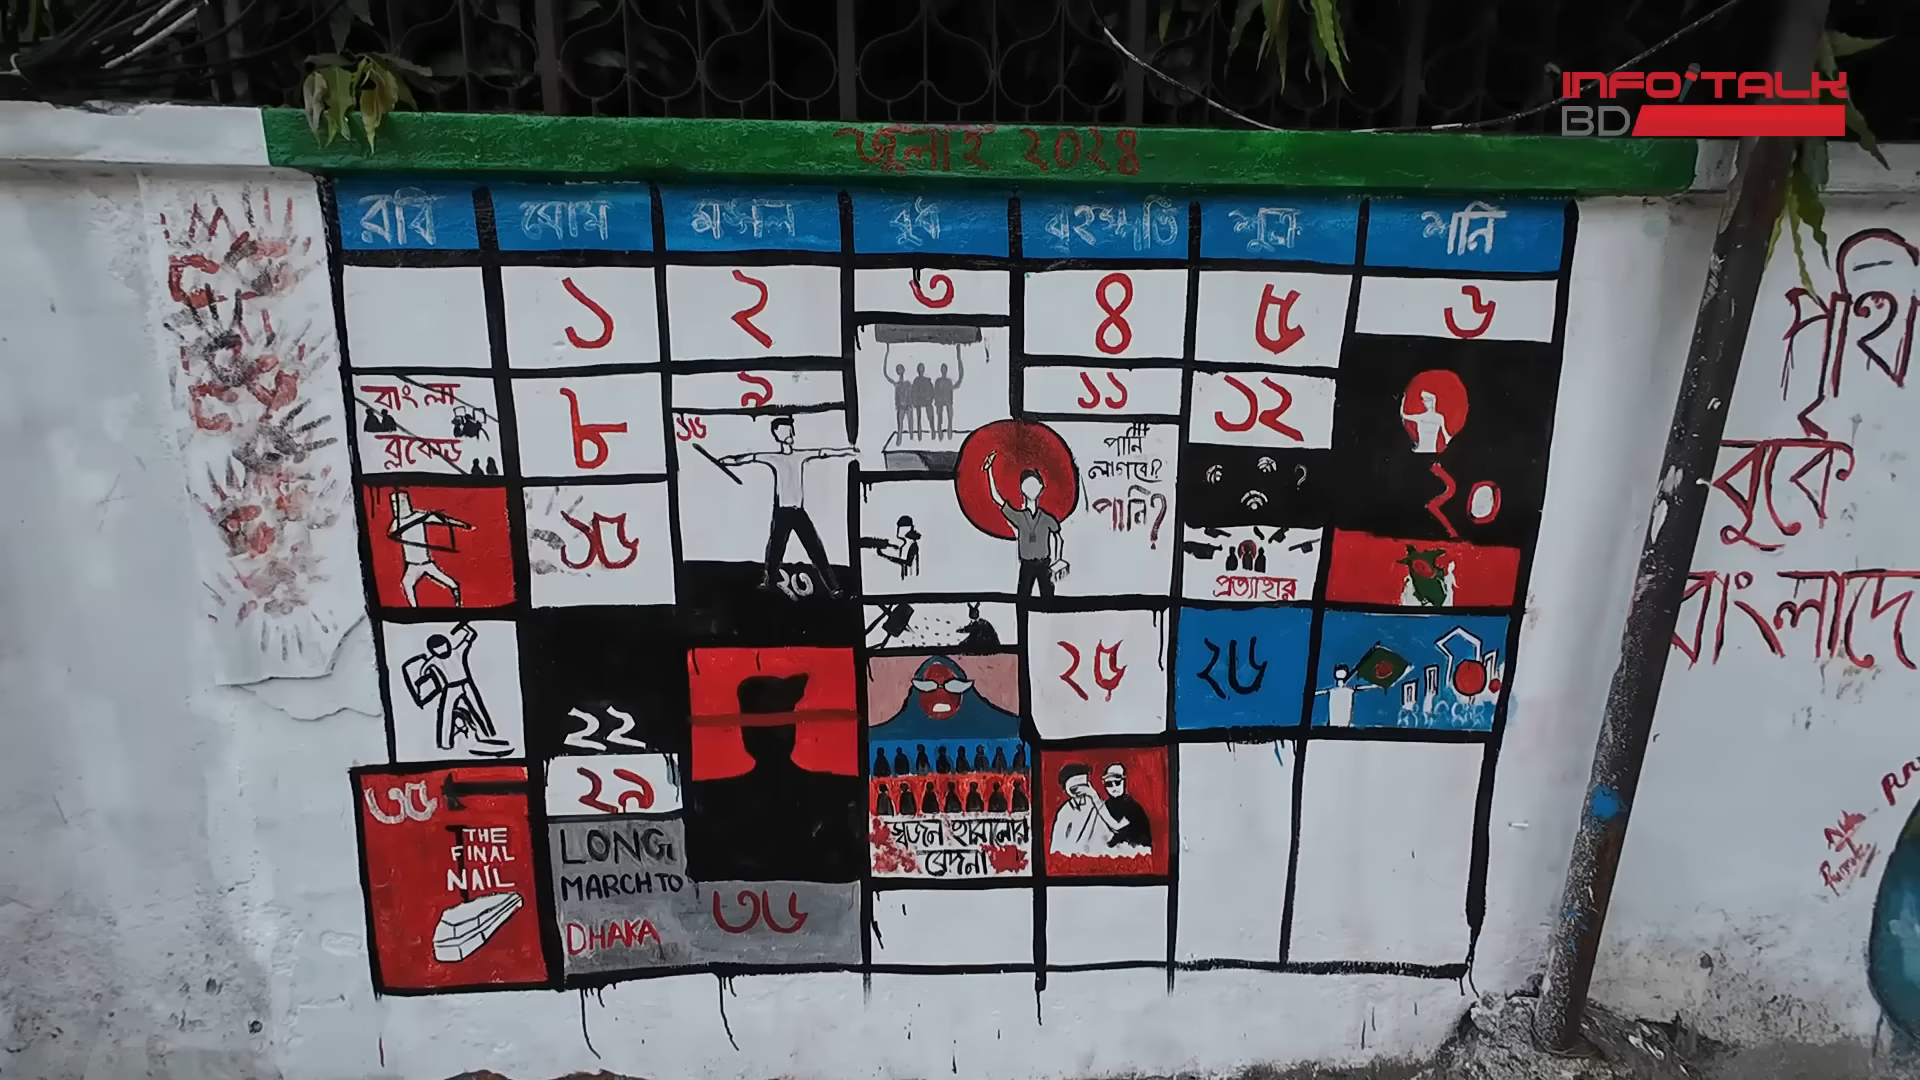 INFO TALK
BD
জুলাই ২০২৪
রবি সোম মঙ্গল বুধ বৃহস্পতি শুক্র শনি
১ ২ ৩ ৪ ৫ ৬
বাংলা
ব্লকেড
৮ ৯ ১১ ১২
১৬
পানি
লাগবে?
পানি?
২০
১৫
২৩
প্রত্যাহার
২২
২৫ ২৬
২৯
৩৫
THE
FINAL
NAIL
LONG
MARCH TO
DHAKA
৩৬
স্বজন হারানোর
বেদনা
পৃথি
বুকে
বাংলাদে